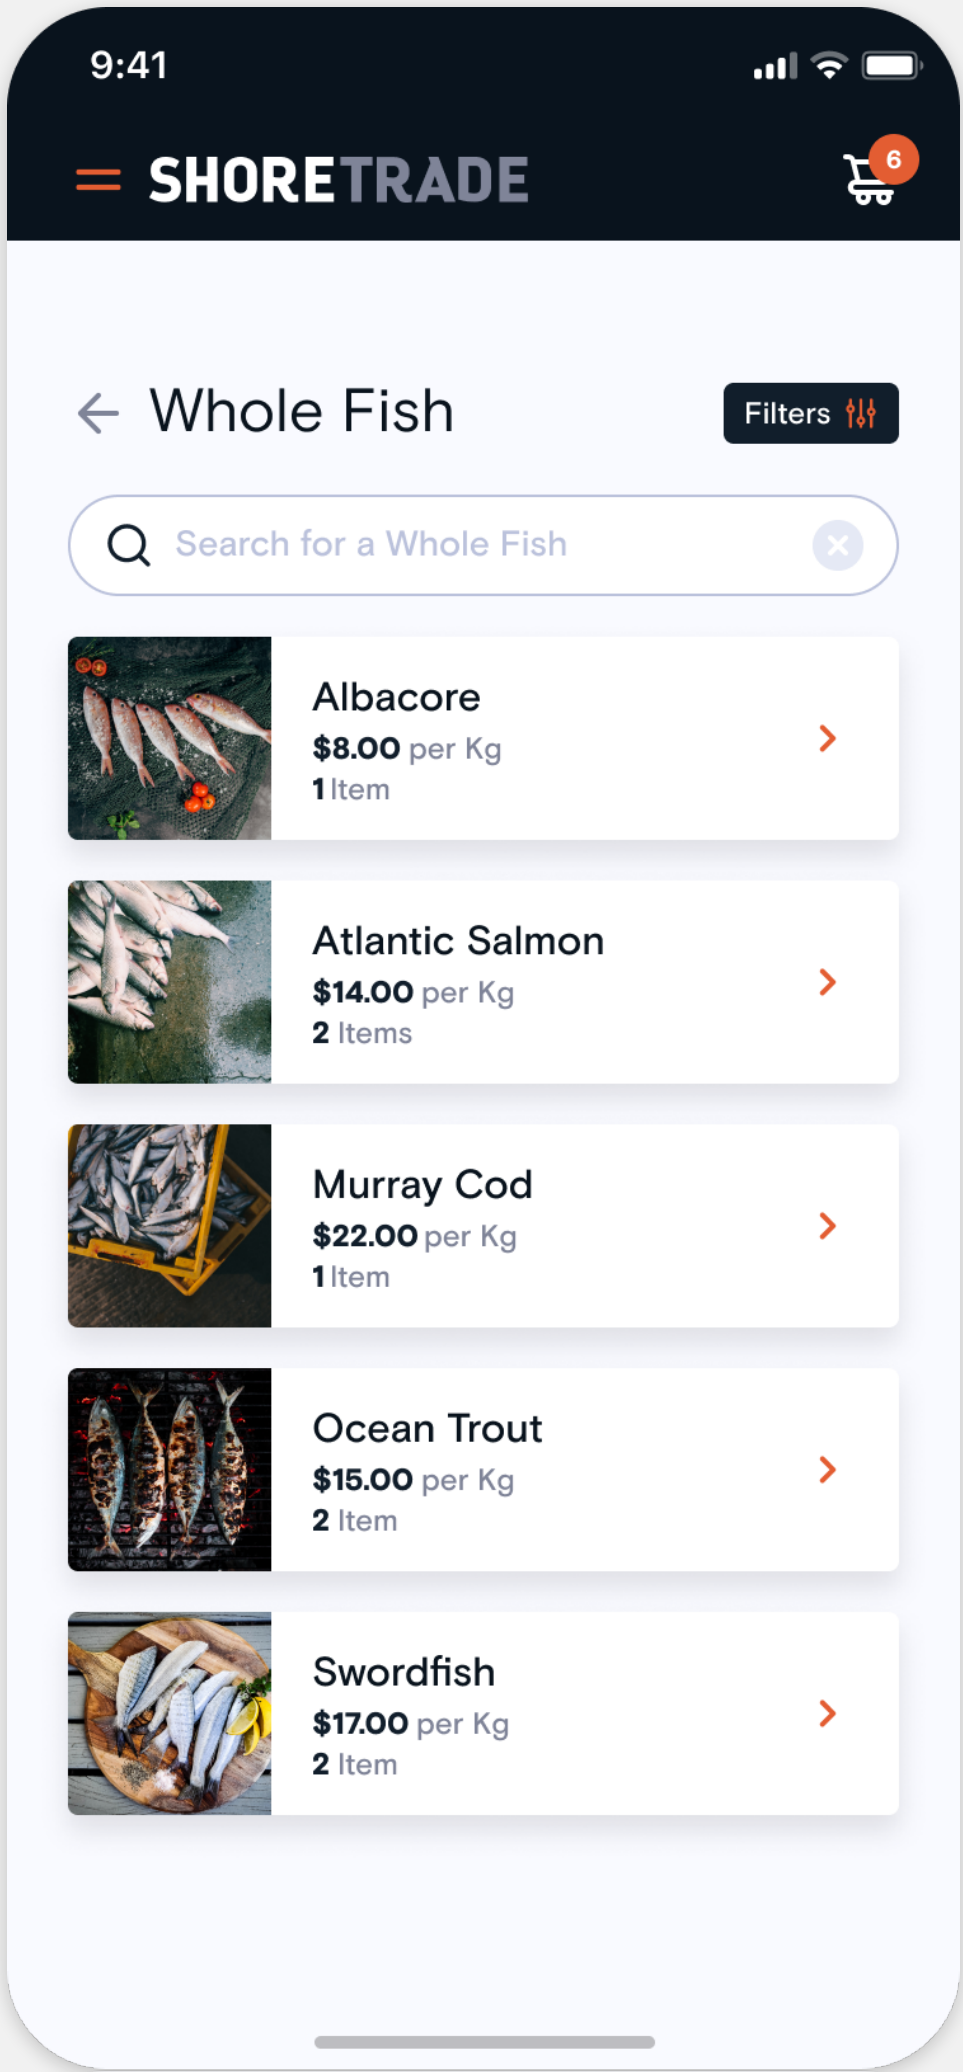 9:41
SHORETRADE
6
Whole Fish
Filters
Search for a Whole Fish
Albacore
$8.00 per Kg
1 Item
Atlantic Salmon
$14.00 per Kg
2 Items
Murray Cod
$22.00 per Kg
1 Item
Ocean Trout
$15.00 per Kg
2 Item
Swordfish
$17.00 per Kg
2 Item